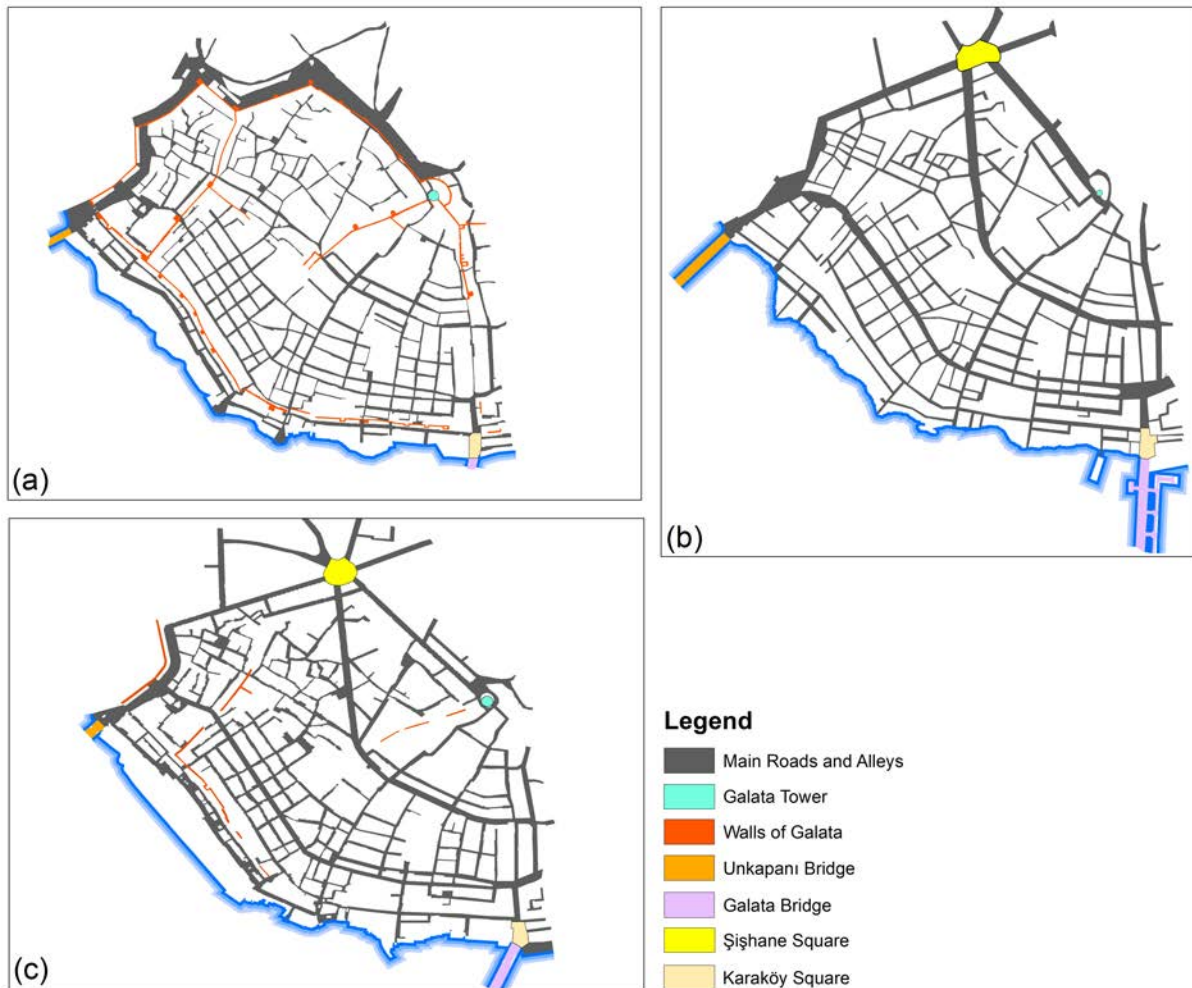 (a)
(b)
(c)
Legend
Main Roads and Alleys
Galata Tower
Walls of Galata
Unkapanı Bridge
Galata Bridge
Şişhane Square
Karaköy Square